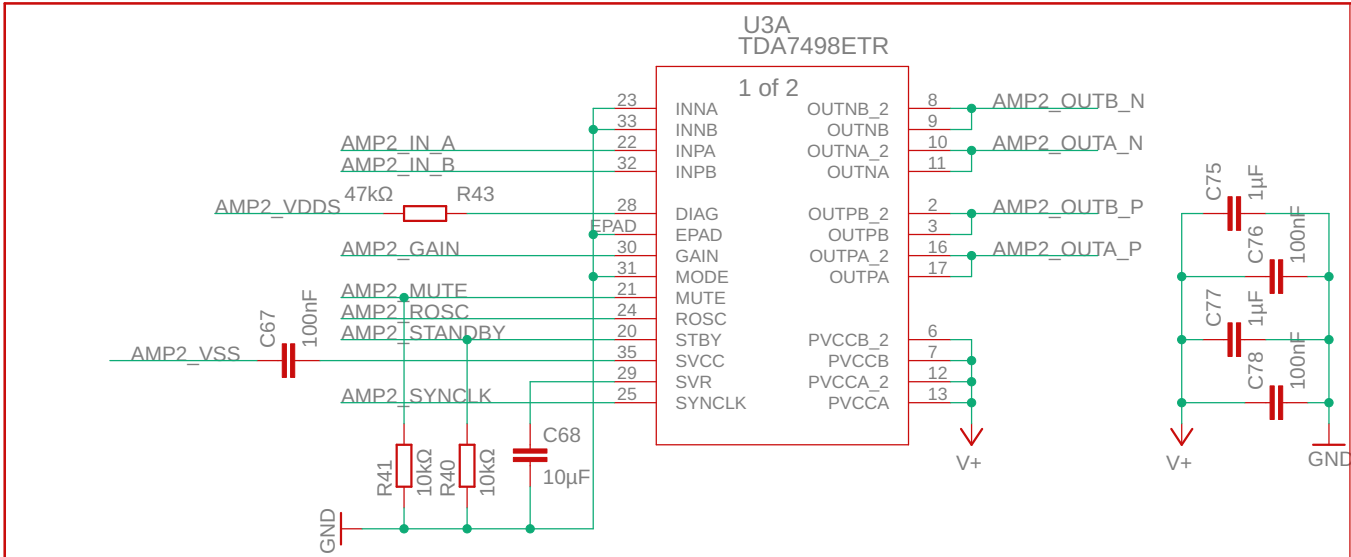 U3A
TDA7498ETR
1 of 2
23 INNA OUTNB_2 8 AMP2_OUTB_N
33 INNB OUTNB 9
AMP2_IN_A 22 INPA OUTNA_2 10 AMP2_OUTA_N
AMP2_IN_B 32 INPB OUTNA 11
47kΩ R43
AMP2_VDDS 28 DIAG OUTPB_2 2 AMP2_OUTB_P
EPAD EPAD OUTPB 3
AMP2_GAIN 30 GAIN OUTPA_2 16 AMP2_OUTA_P
31 MODE OUTPA 17
AMP2_MUTE 21 MUTE
AMP2_ROSC 24 ROSC
AMP2_STANDBY 20 STBY PVCCB_2 6
C67 100nF
AMP2_VSS 35 SVCC PVCCB 7
29 SVR PVCCA_2 12
AMP2_SYNCLK 25 SYNCLK PVCCA 13
R41 10kΩ
R40 10kΩ
C68
10µF
GND
V+
C75 1µF
C76 100nF
C77 1µF
C78 100nF
V+
GND